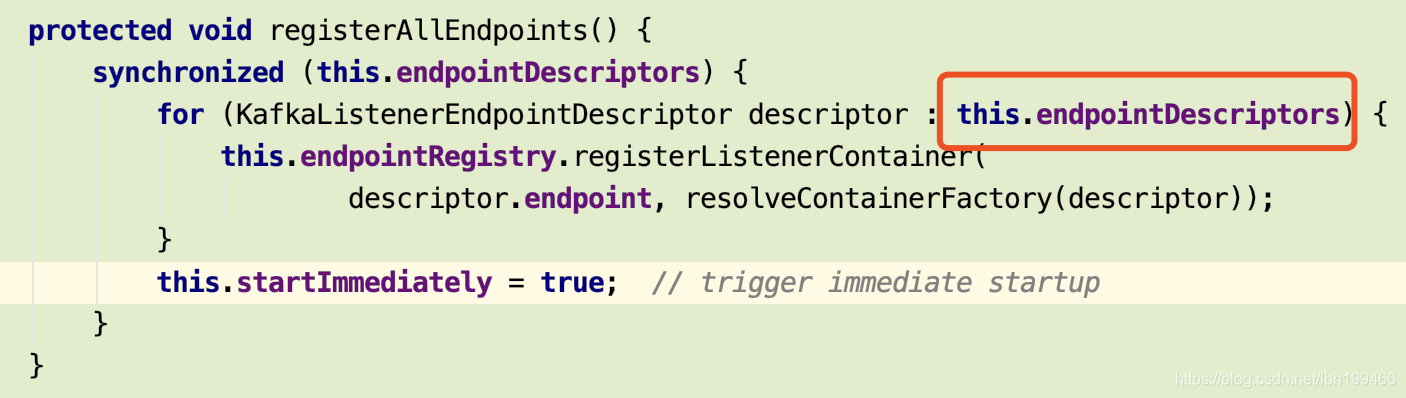 protected void registerAllEndpoints() {
synchronized (this.endpointDescriptors) {
for (KafkaListenerEndpointDescriptor descriptor : this.endpointDescriptors) {
this.endpointRegistry.registerListenerContainer(
descriptor.endpoint, resolveContainerFactory(descriptor));
}
this.startImmediately = true;  // trigger immediate startup
}
}
https://blog.csdn.net/lbh199466